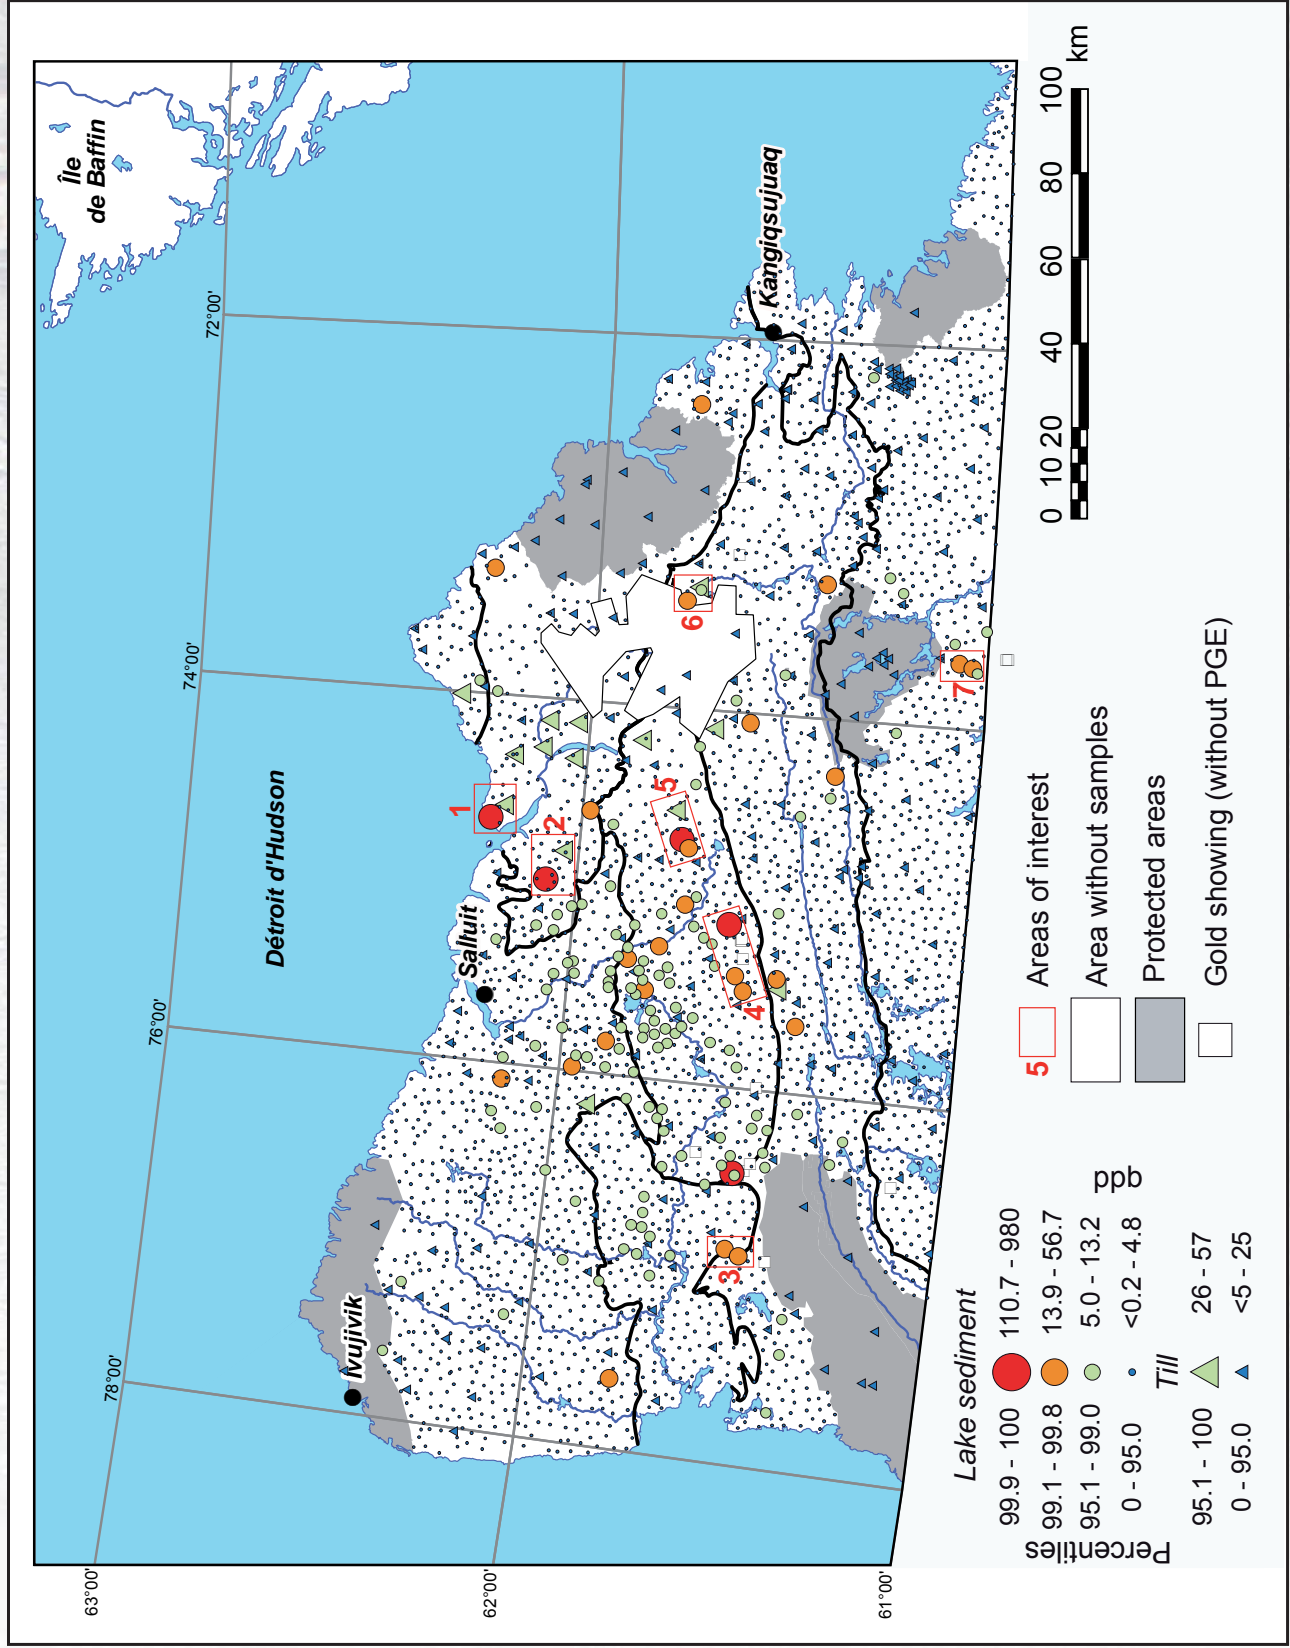 Île
de Baffin
72°00'
74°00'
76°00'
78°00'
63°00'
62°00'
61°00'
Détroit d'Hudson
Kangiqsujuaq
Salluit
Ivujivik
1
2
3
4
5
6
7
Lake sediment
Percentiles
99.9 - 100 110.7 - 980
99.1 - 99.8 13.9 - 56.7
95.1 - 99.0 5.0 - 13.2
0 - 95.0 <0.2 - 4.8
ppb
Till
95.1 - 100 26 - 57
0 - 95.0 <5 - 25
5 Areas of interest
Area without samples
Protected areas
Gold showing (without PGE)
0 10 20 40 60 80 100
km